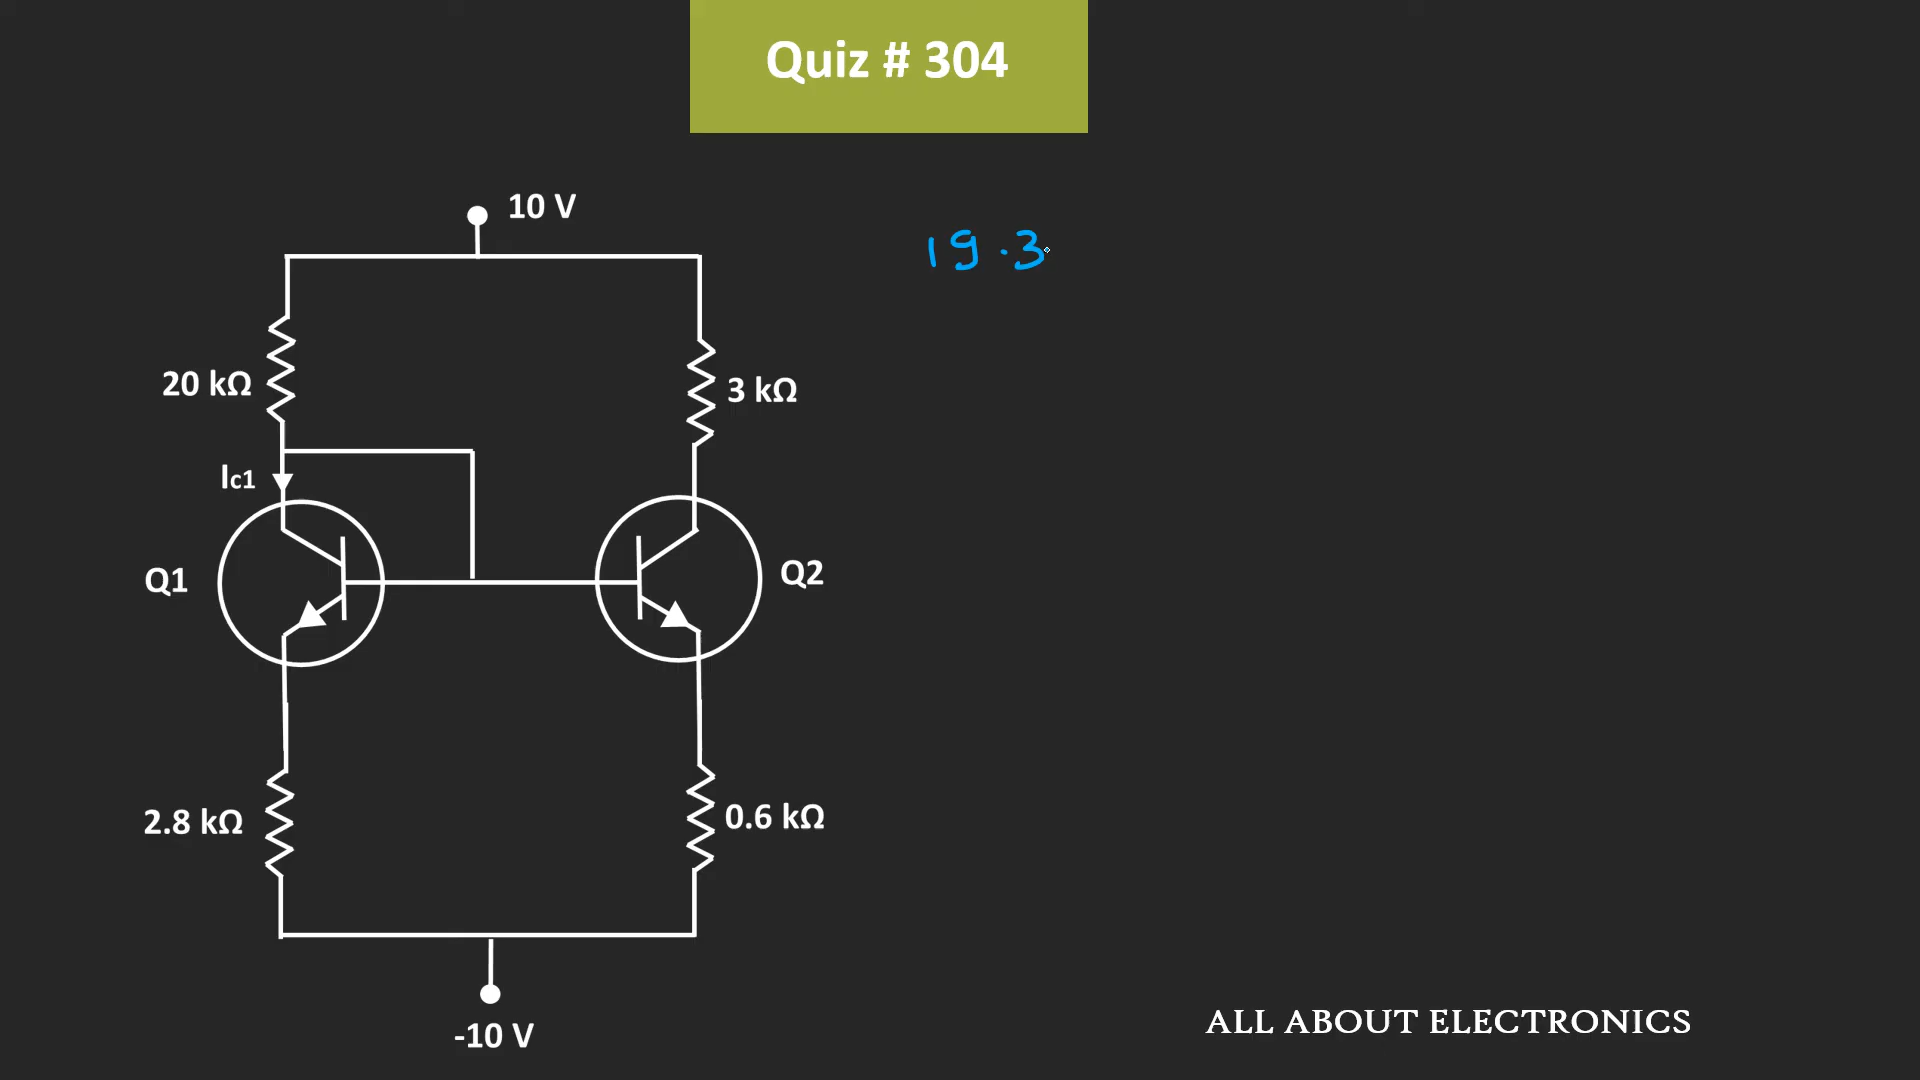 Quiz # 304
10 V
19.3
20 kΩ
3 kΩ
Ic1
Q1
Q2
2.8 kΩ
0.6 kΩ
-10 V
ALL ABOUT ELECTRONICS